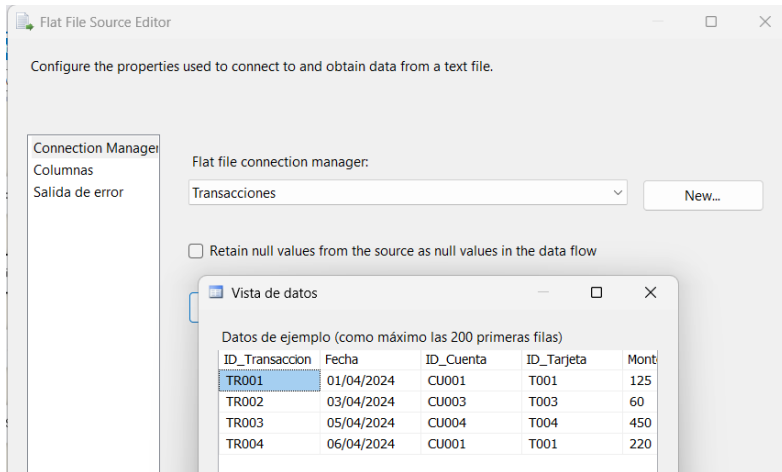 Flat File Source Editor
Configure the properties used to connect to and obtain data from a text file.
Connection Manager
Columnas
Salida de error
Flat file connection manager:
Transacciones
New...
Retain null values from the source as null values in the data flow
Vista de datos
Datos de ejemplo (como máximo las 200 primeras filas)
ID_Transaccion Fecha ID_Cuenta ID_Tarjeta Mont
TR001 01/04/2024 CU001 T001 125
TR002 03/04/2024 CU003 T003 60
TR003 05/04/2024 CU004 T004 450
TR004 06/04/2024 CU001 T001 220